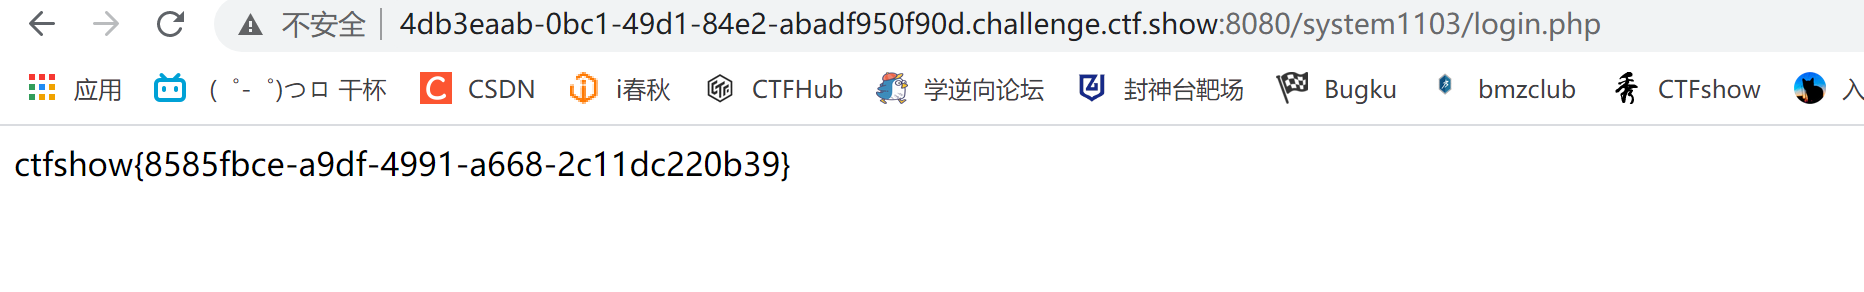 不安全 | 4db3eaab-0bc1-49d1-84e2-abadf950f90d.challenge.ctf.show:8080/system1103/login.php
应用 ( ゜- ゜)つロ 干杯 CSDN i春秋 CTFHub 学逆向论坛 封神台靶场 Bugku bmzclub CTFshow 入
ctfshow{8585fbce-a9df-4991-a668-2c11dc220b39}